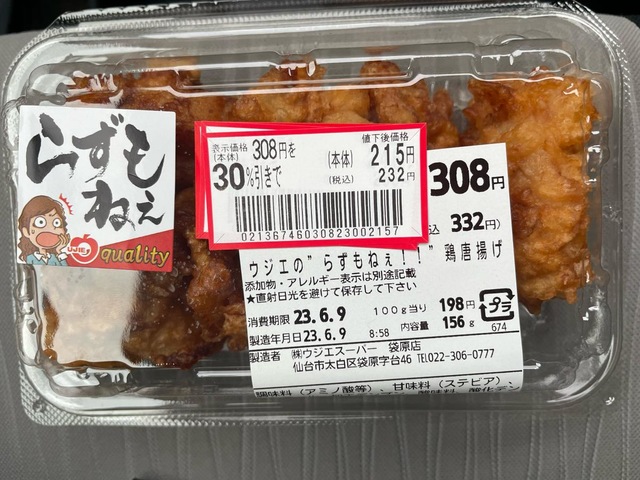 らずもねぇ
UJIE
quality
表示価格(本体) 308円を
値下後価格
30%引きで
(本体) 215円
(税込) 232円
02136746030823002157
308円
込 332円)
ウジエの"らずもねぇ!!"鶏唐揚げ
添加物・アレルギー表示は別途記載
★直射日光を避けて保存して下さい
消費期限 23.6.9 100g当り 198円
製造年月日 23.6.9 8:58 内容量 156g
プラ
674
製造者 ㈱ウジエスーパー 袋原店
仙台市太白区袋原字台46 TEL022-306-0777
調味料(アミノ酸等)、甘味料(ステビア)、